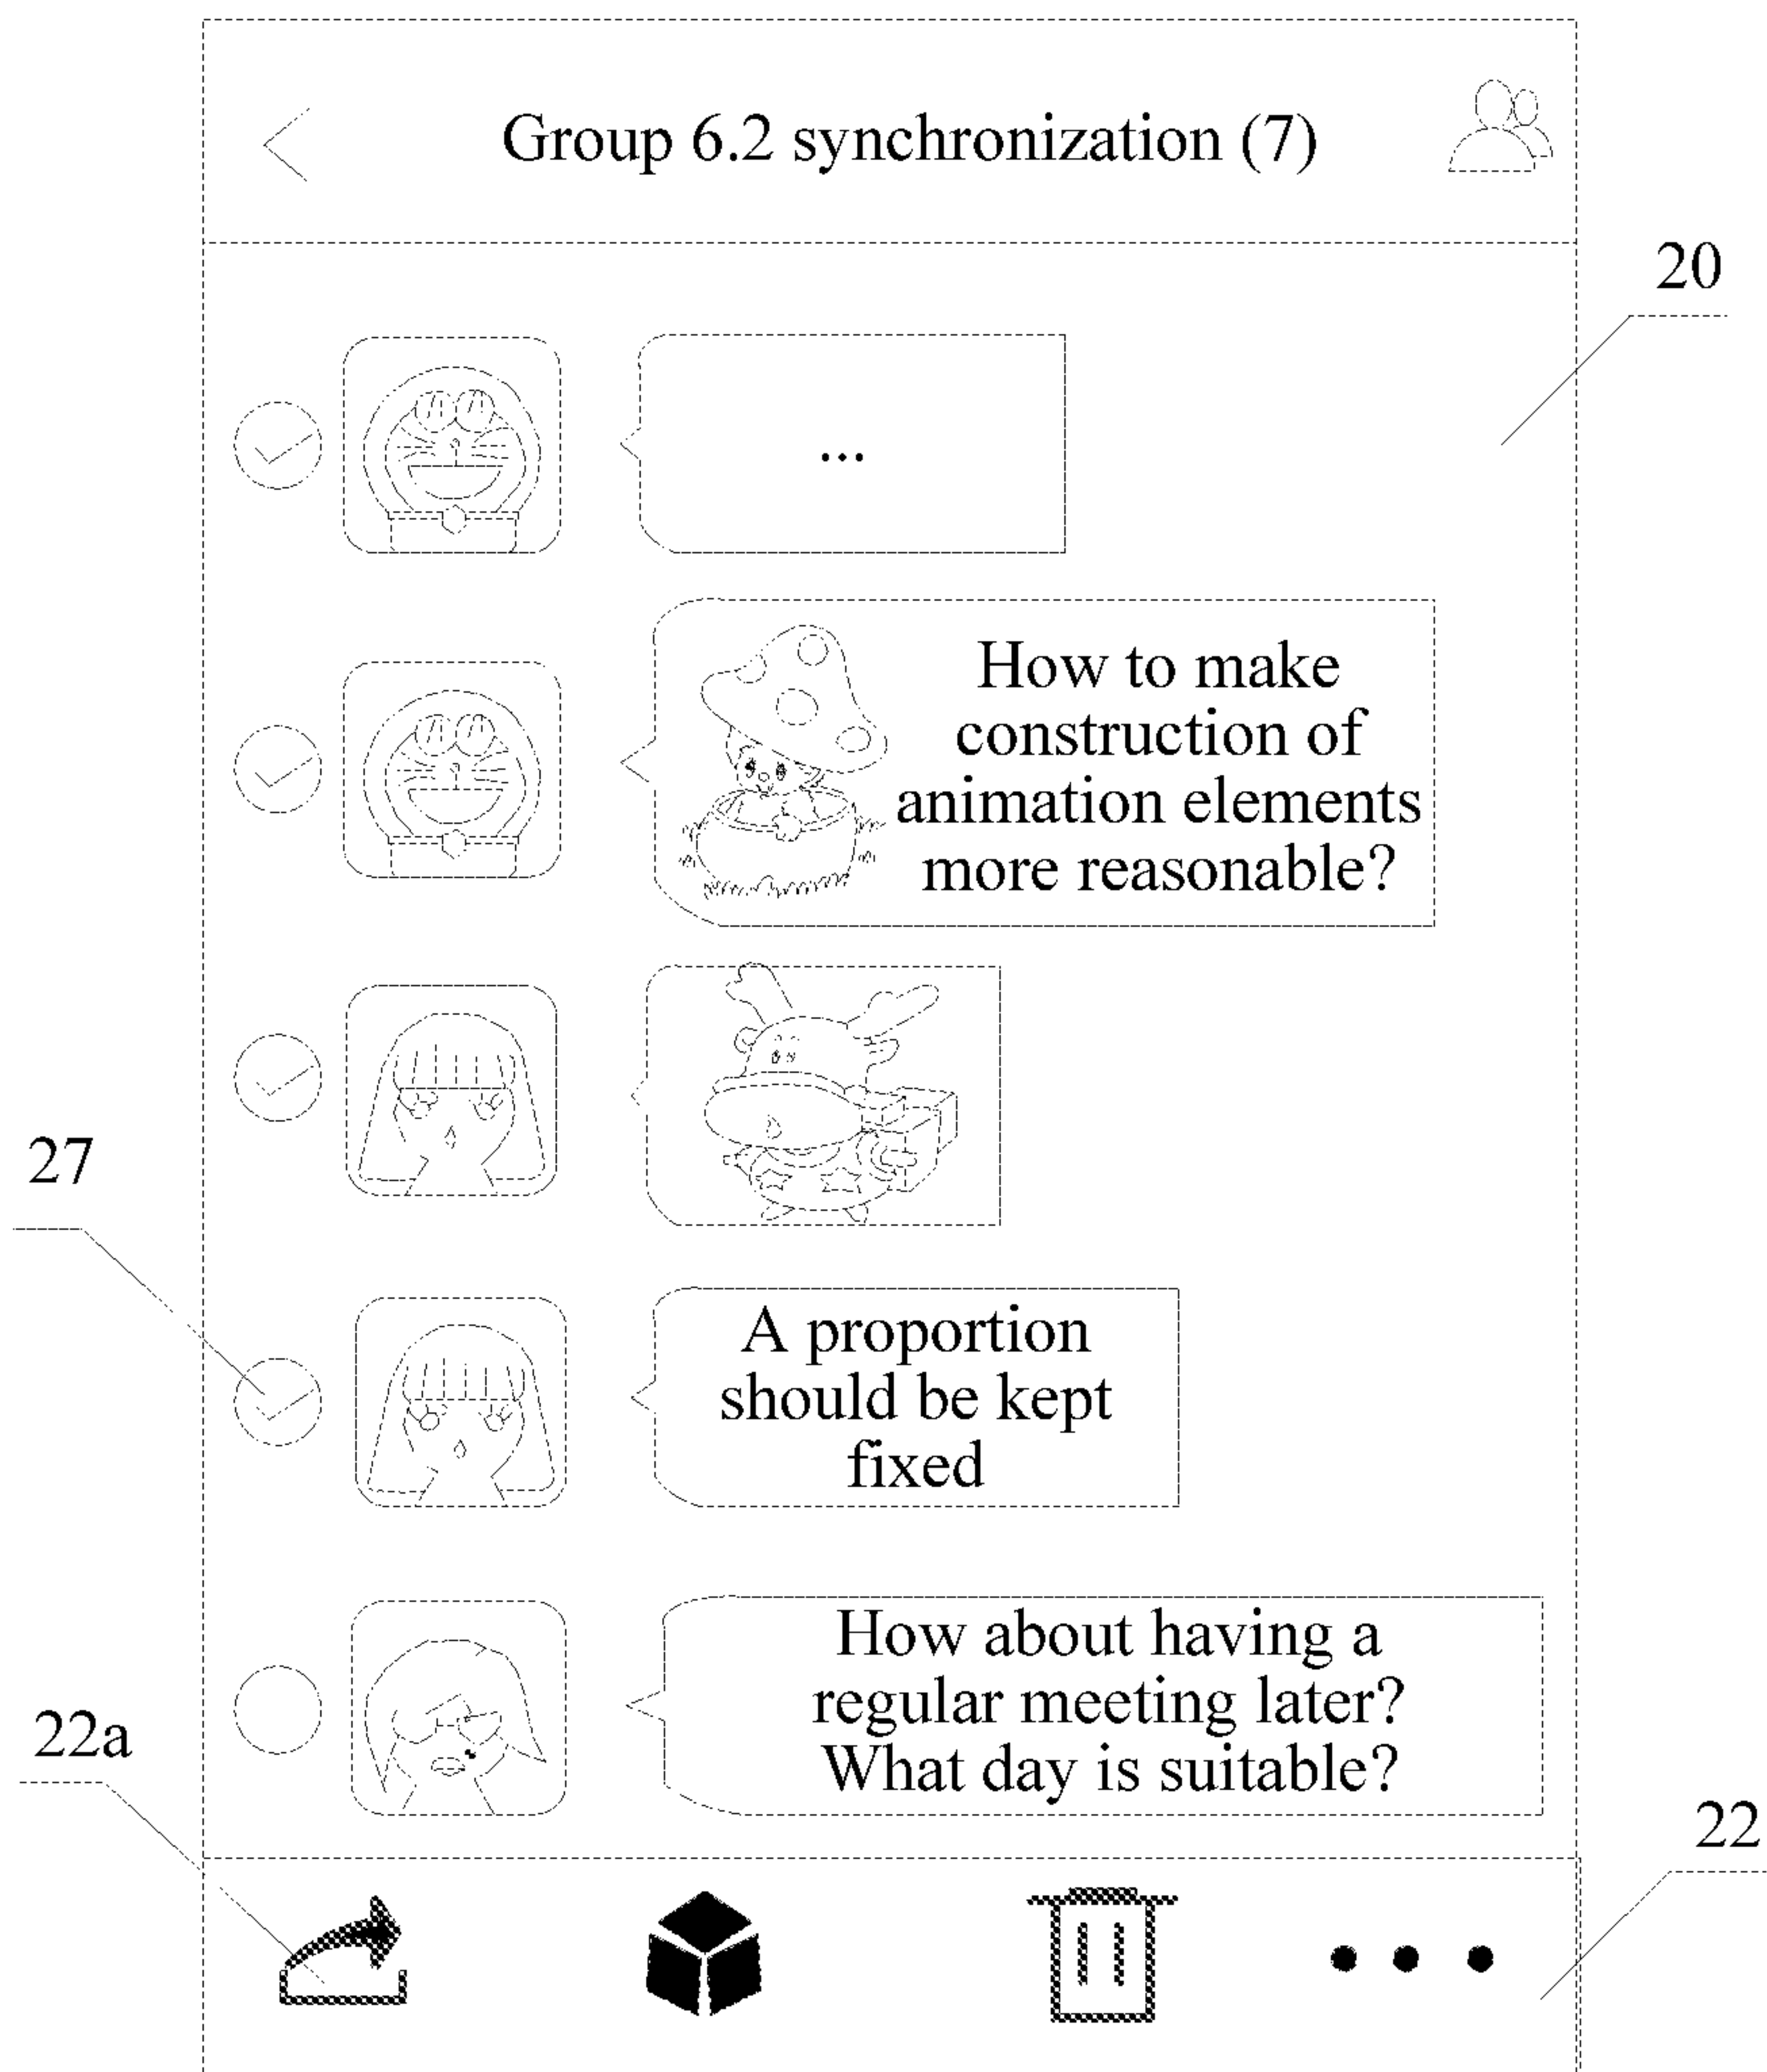 Group 6.2 synchronization (7)
20
...
How to make
construction of
animation elements
more reasonable?
27
A proportion
should be kept
fixed
How about having a
regular meeting later?
What day is suitable?
22a
22